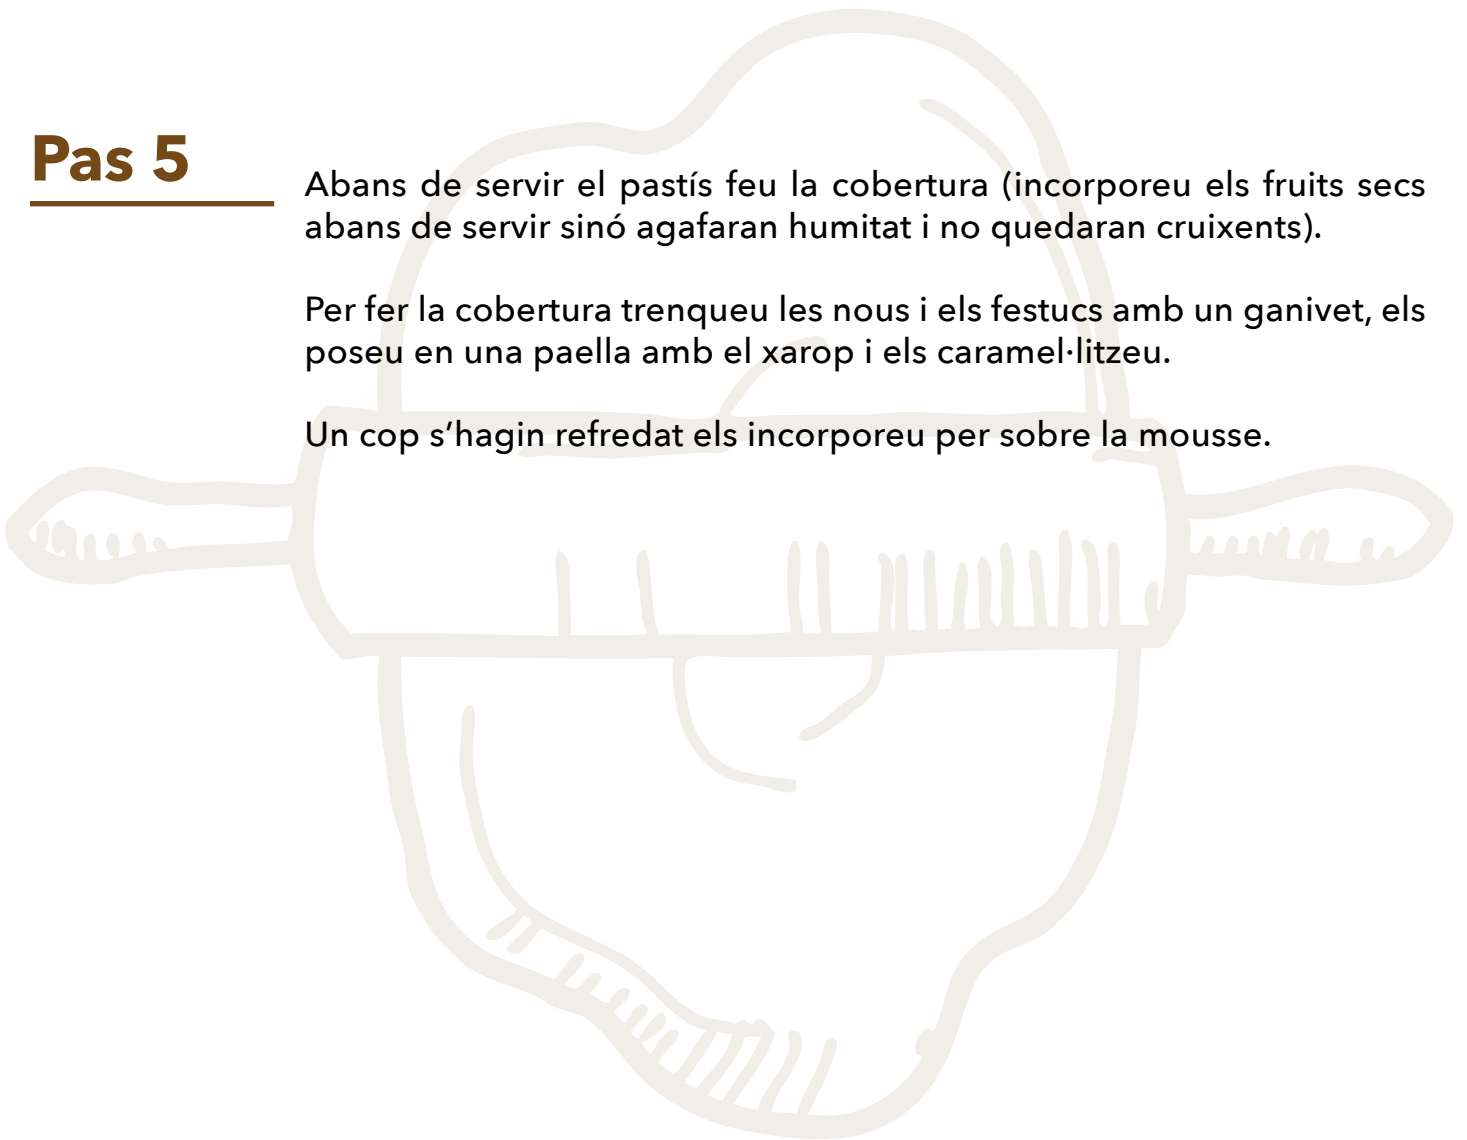 Pas 5
Abans de servir el pastís feu la cobertura (incorporeu els fruits secs
abans de servir sinó agafaran humitat i no quedaran cruixents).
Per fer la cobertura trenqueu les nous i els festucs amb un ganivet, els
poseu en una paella amb el xarop i els caramel·litzeu.
Un cop s’hagin refredat els incorporeu per sobre la mousse.